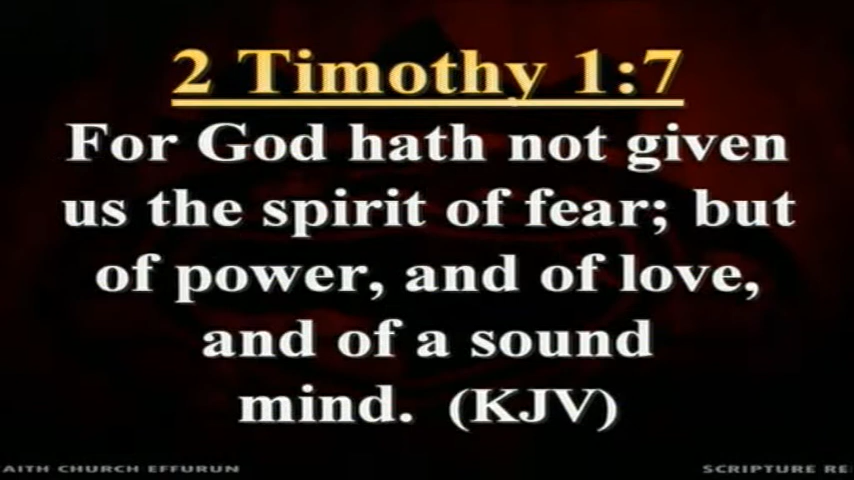 2 Timothy 1:7
For God hath not given
us the spirit of fear; but
of power, and of love,
and of a sound
mind. (KJV)
AITH CHURCH EFFURUN
SCRIPTURE RE